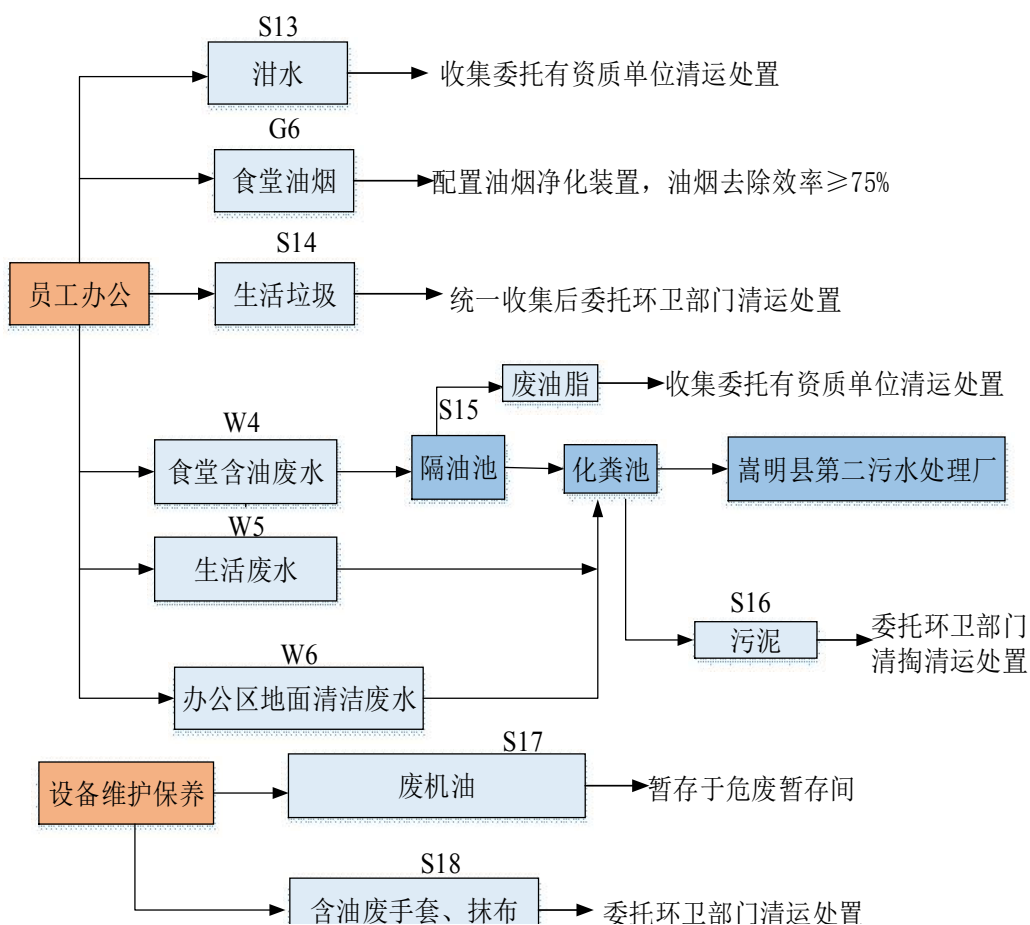 S13
泔水
收集委托有资质单位清运处置
G6
食堂油烟
配置油烟净化装置，油烟去除效率≥75%
S14
员工办公
生活垃圾
统一收集后委托环卫部门清运处置
废油脂
收集委托有资质单位清运处置
S15
W4
食堂含油废水
隔油池
化粪池
嵩明县第二污水处理厂
W5
生活废水
S16
污泥
委托环卫部门
清掏清运处置
W6
办公区地面清洁废水
S17
设备维护保养
废机油
暂存于危废暂存间
S18
含油废手套、抹布
委托环卫部门清运处置